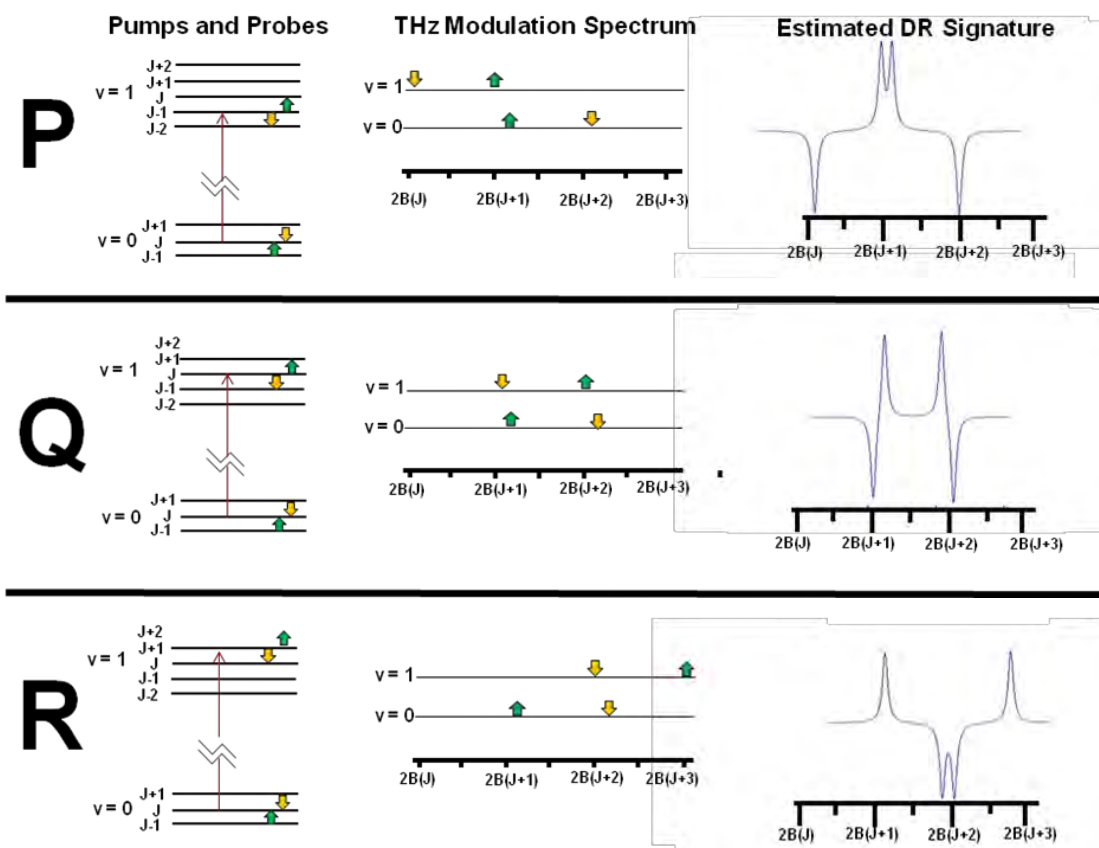 Pumps and Probes
THz Modulation Spectrum
Estimated DR Signature
P
J+2
J+1
v = 1
J
J-1
J-2
J+1
v = 0
J
J-1
v = 1
v = 0
2B(J)
2B(J+1)
2B(J+2)
2B(J+3)
2B(J)
2B(J+1)
2B(J+2)
2B(J+3)
Q
J+2
J+1
v = 1
J
J-1
J-2
J+1
v = 0
J
J-1
v = 1
v = 0
2B(J)
2B(J+1)
2B(J+2)
2B(J+3)
2B(J)
2B(J+1)
2B(J+2)
2B(J+3)
R
J+2
J+1
v = 1
J
J-1
J-2
J+1
v = 0
J
J-1
v = 1
v = 0
2B(J)
2B(J+1)
2B(J+2)
2B(J+3)
2B(J)
2B(J+1)
2B(J+2)
2B(J+3)